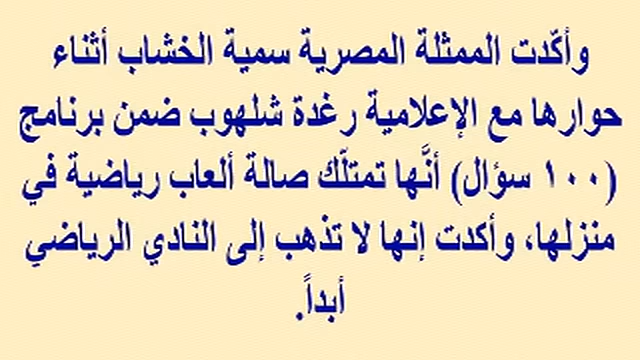 وأكّدت الممثلة المصرية سمية الخشاب أثناء
حوارها مع الإعلامية رغدة شلهوب ضمن برنامج
(١٠٠ سؤال) أنَّها تمتلّك صالة ألعاب رياضية في
منزلها، وأكدت إنها لا تذهب إلى النادي الرياضي
أبداً.